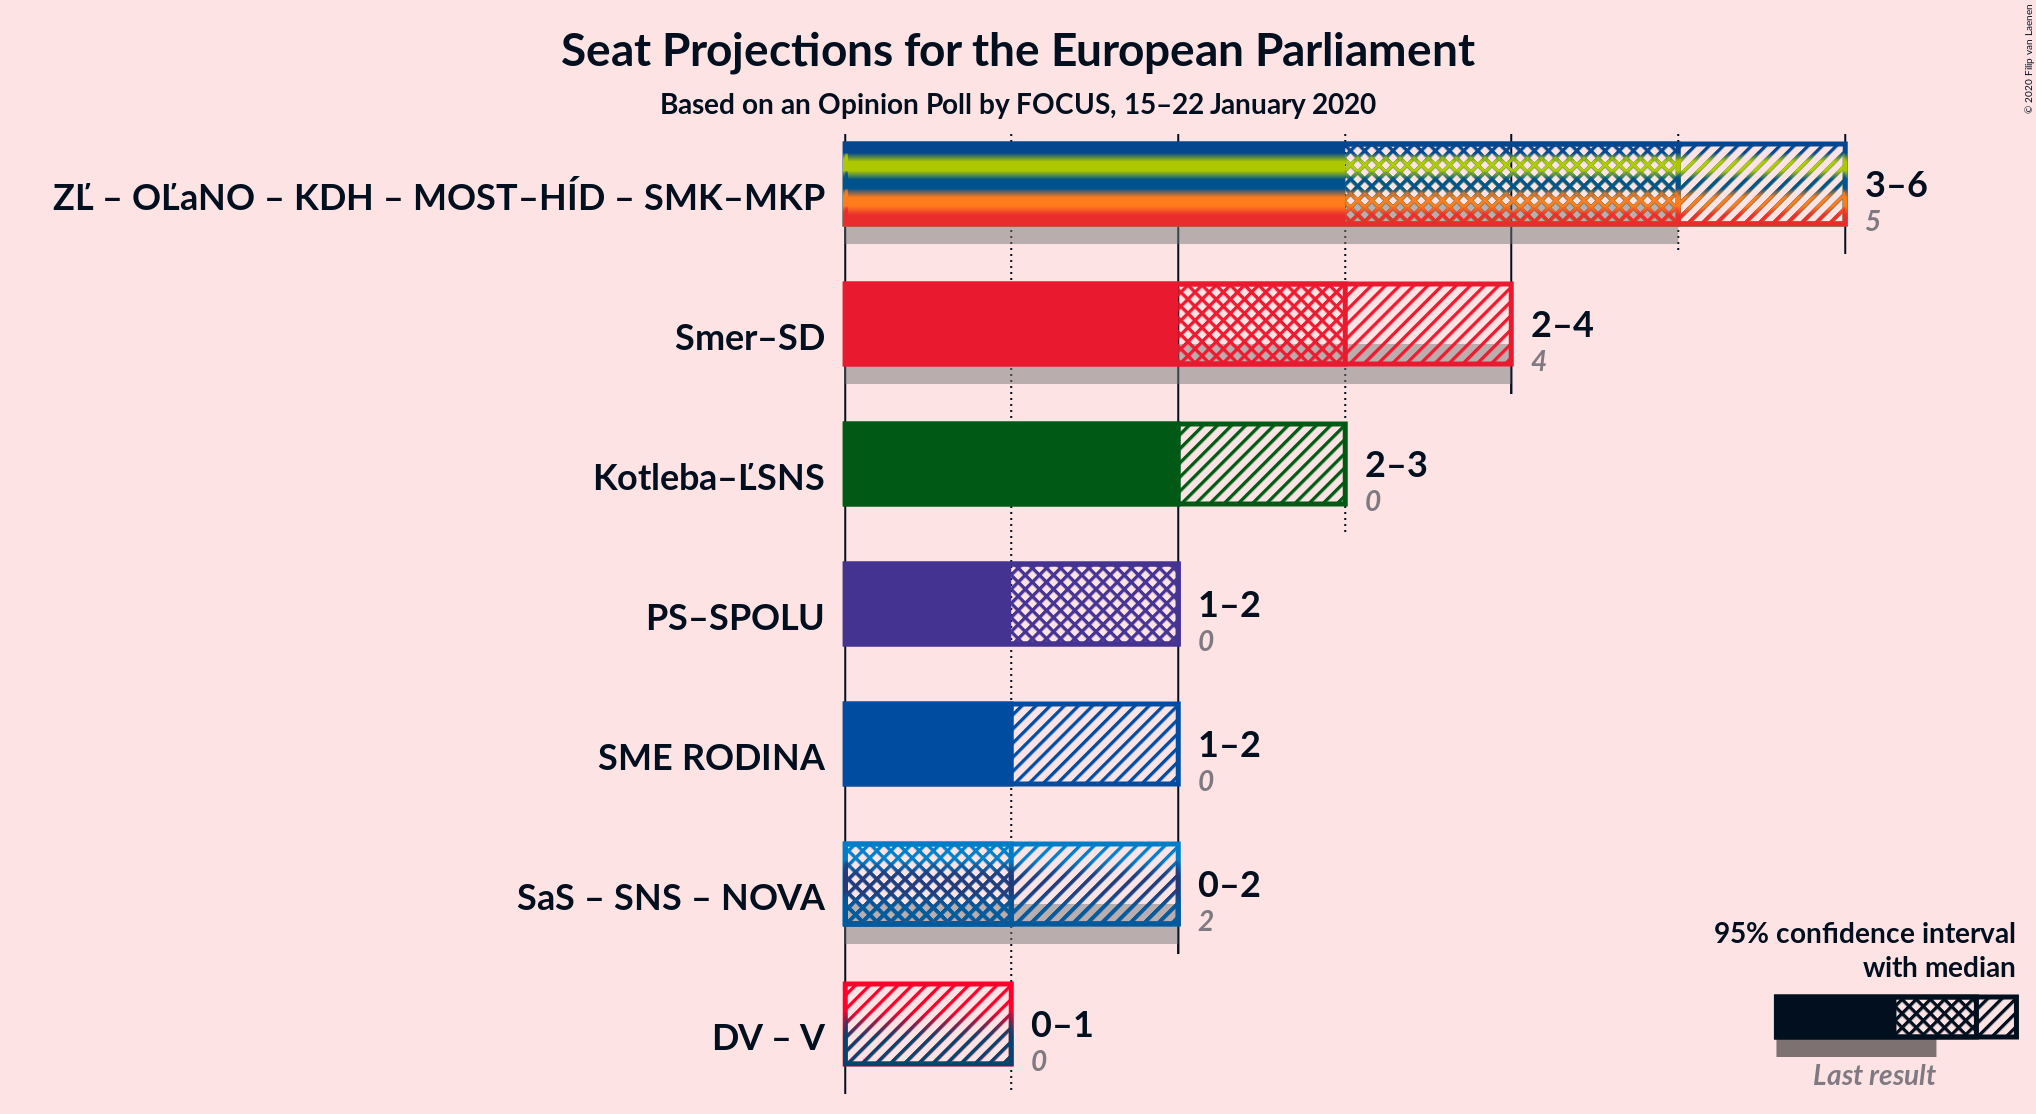 Seat Projections for the European Parliament
Based on an Opinion Poll by FOCUS, 15–22 January 2020
© 2020 Filip van Laenen
ZĽ – OĽaNO – KDH – MOST–HÍD – SMK–MKP
3–6
5
Smer–SD
2–4
4
Kotleba–ĽSNS
2–3
0
PS–SPOLU
1–2
0
SME RODINA
1–2
0
SaS – SNS – NOVA
0–2
2
DV – V
0–1
0
95% confidence interval
with median
Last result